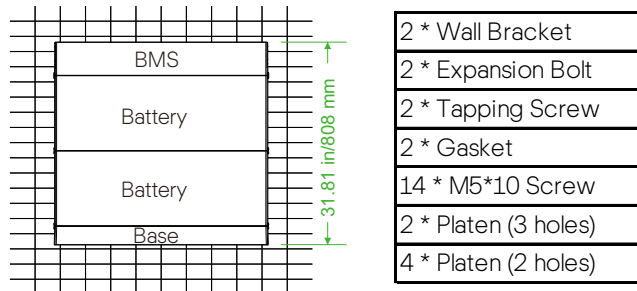 BMS
Battery
Battery
Base
31.81 in/808 mm
2 * Wall Bracket
2 * Expansion Bolt
2 * Tapping Screw
2 * Gasket
14 * M5*10 Screw
2 * Platen (3 holes)
4 * Platen (2 holes)